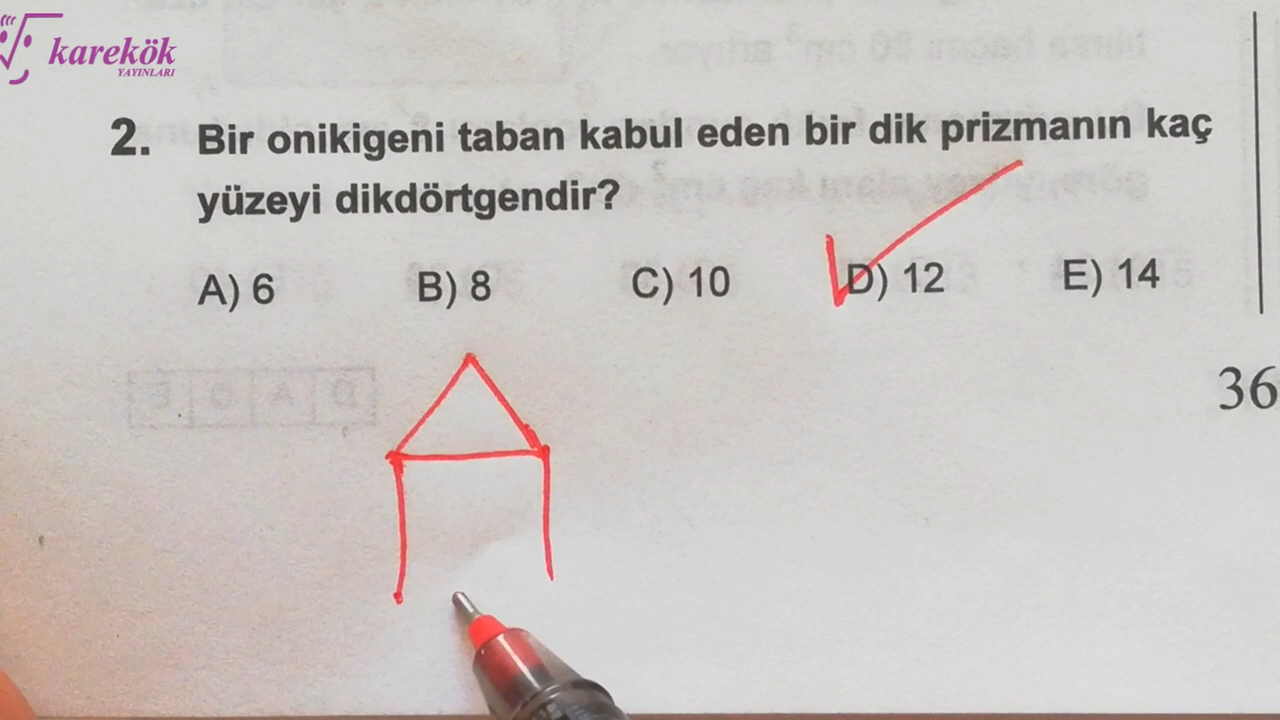 karekök
YAYINLARI
2. Bir onikigeni taban kabul eden bir dik prizmanın kaç
yüzeyi dikdörtgendir?
A) 6 B) 8 C) 10 D) 12 E) 14
36